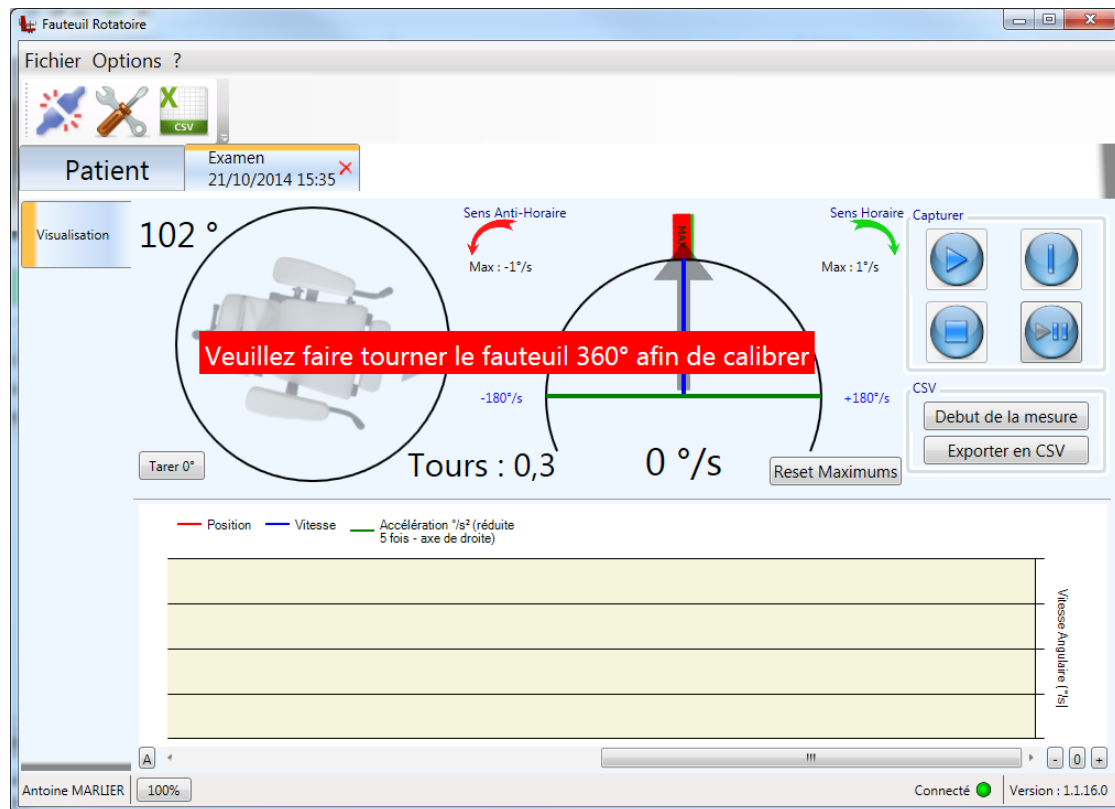 Fauteuil Rotatoire
Fichier Options ?
X
CSV
Patient
Examen
21/10/2014 15:35
Visualisation
102 °
Sens Anti-Horaire
Max : -1°/s
MAX
Sens Horaire
Max : 1°/s
Capturer
Veuillez faire tourner le fauteuil 360° afin de calibrer
-180°/s
+180°/s
CSV
Debut de la mesure
Exporter en CSV
Tarer 0°
Tours : 0,3
0 °/s
Reset Maximums
Position
Vitesse
Accélération °/s² (réduite
5 fois - axe de droite)
Vitesse Angulaire (°/s)
A
- 0 +
Antoine MARLIER
100%
Connecté
Version : 1.1.16.0